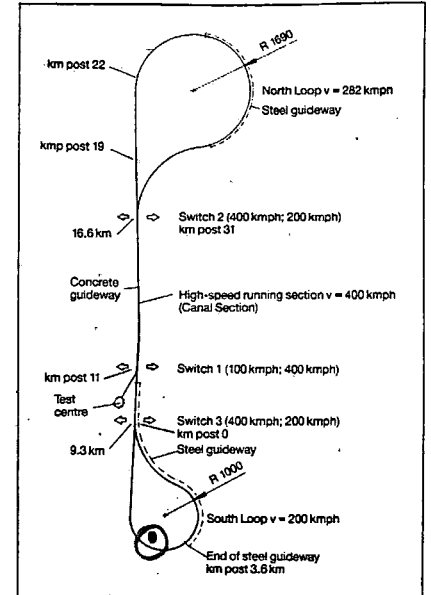 R 1690
km post 22
North Loop v = 282 kmph
Steel guideway
kmp post 19
Switch 2 (400 kmph; 200 kmph)
km post 31
16.6 km
Concrete
guideway
High-speed running section v = 400 kmph
(Canal Section)
Switch 1 (100 kmph; 400 kmph)
km post 11
Test
centre
Switch 3 (400 kmph; 200 kmph)
km post 0
9.3 km
Steel guideway
R 1000
South Loop v = 200 kmph
End of steel guideway
km post 3.6 km